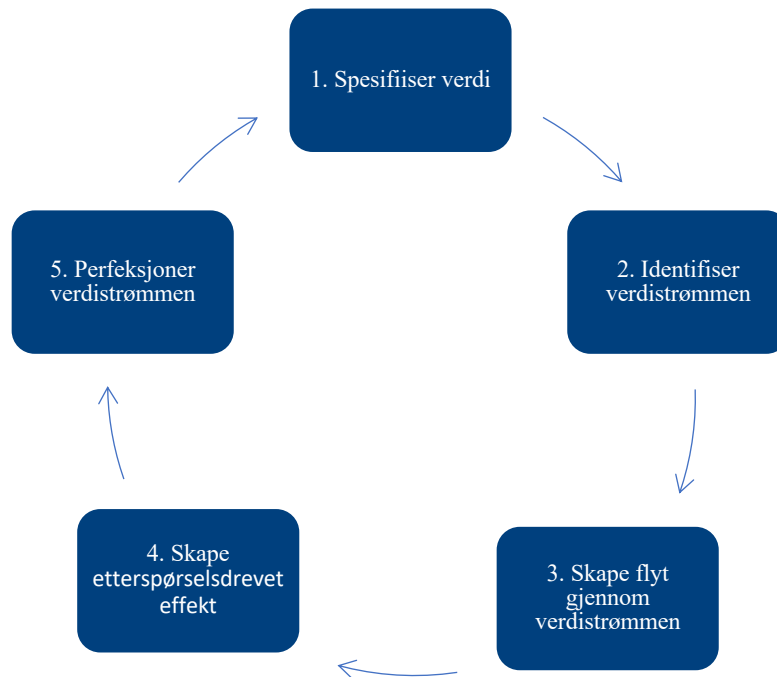 1. Spesifiiser verdi
2. Identifiser
verdistrømmen
3. Skape flyt
gjennom
verdistrømmen
4. Skape
etterspørselsdrevet
effekt
5. Perfeksjoner
verdistrømmen